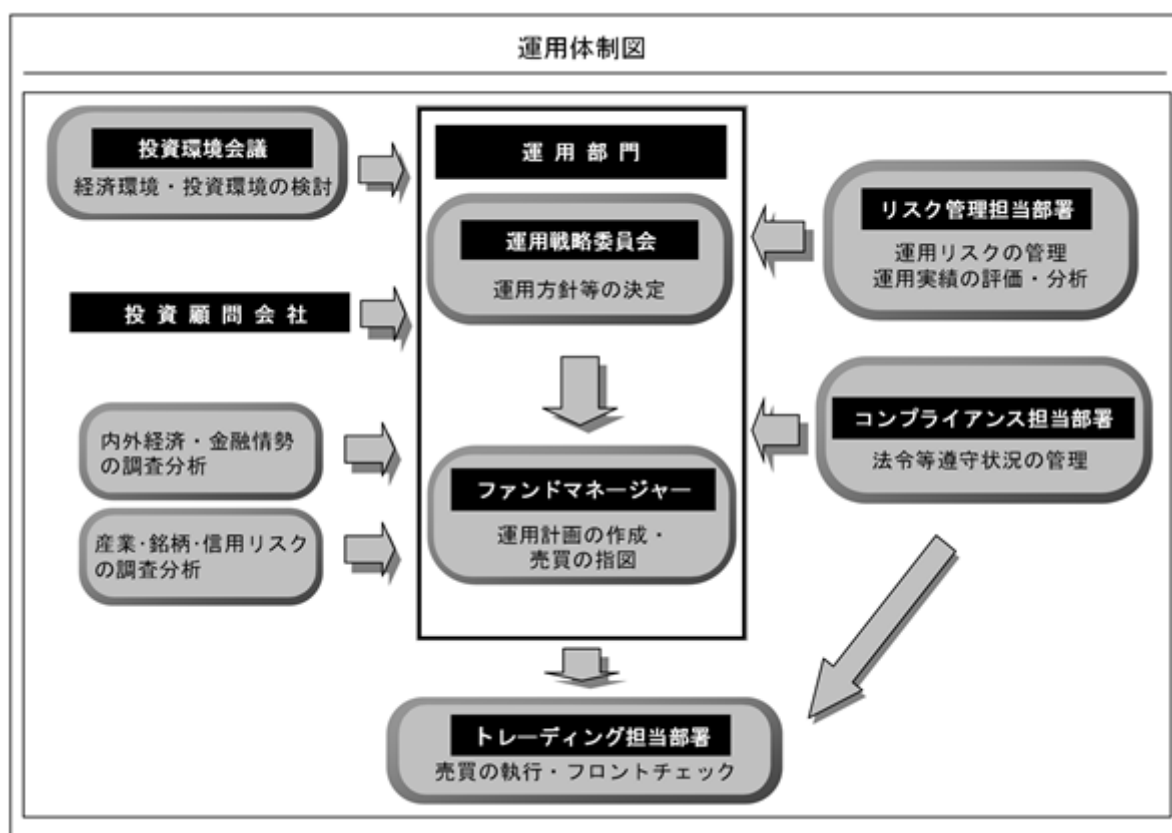 運用体制図
投資環境会議
経済環境・投資環境の検討
投資顧問会社
内外経済・金融情勢
の調査分析
産業・銘柄・信用リスク
の調査分析
運用部門
運用戦略委員会
運用方針等の決定
ファンドマネージャー
運用計画の作成・
売買の指図
リスク管理担当部署
運用リスクの管理
運用実績の評価・分析
コンプライアンス担当部署
法令等遵守状況の管理
トレーディング担当部署
売買の執行・フロントチェック